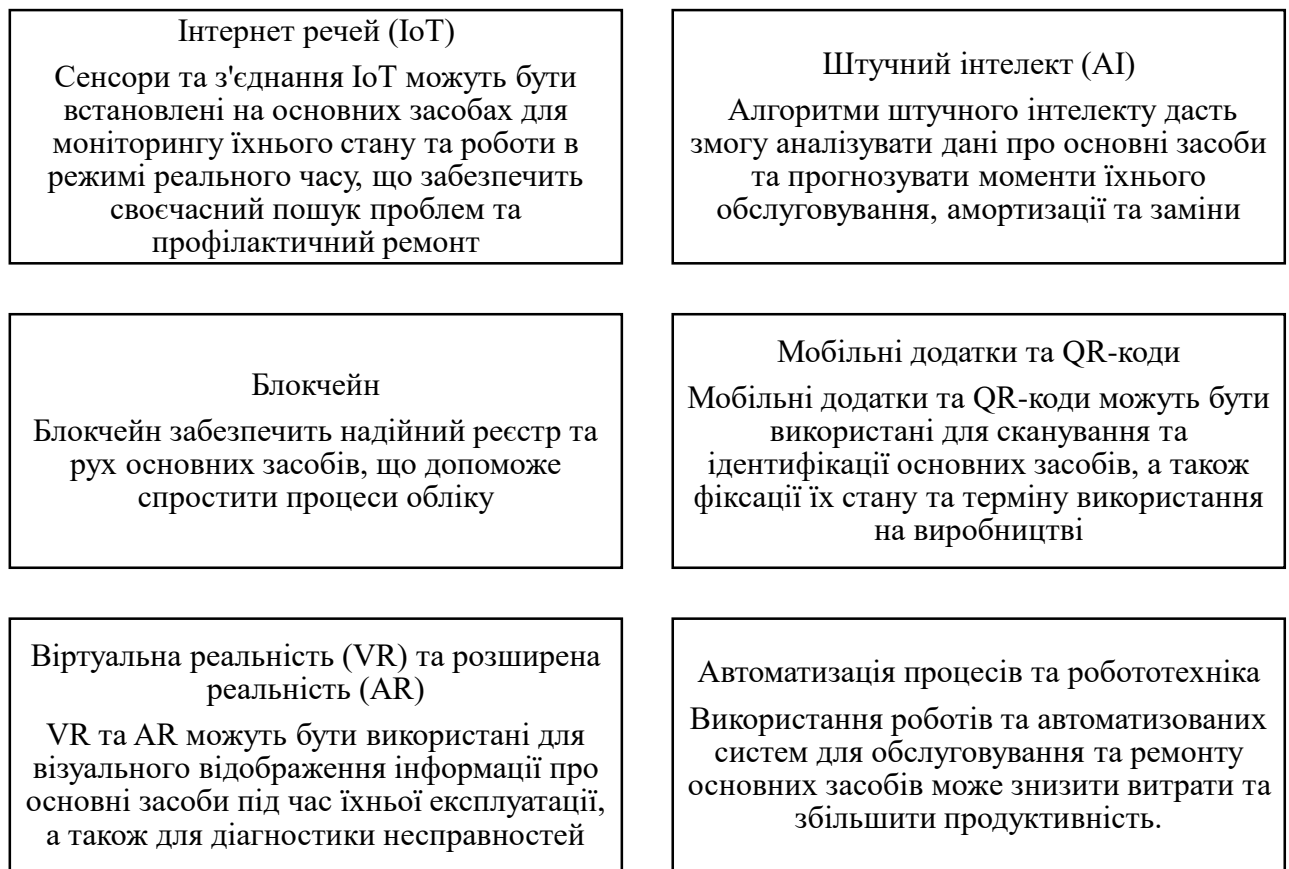 Інтернет речей (IoT)
Сенсори та з'єднання IoT можуть бути
встановлені на основних засобах для
моніторингу їхнього стану та роботи в
режимі реального часу, що забезпечить
своєчасний пошук проблем та
профілактичний ремонт
Штучний інтелект (AI)
Алгоритми штучного інтелекту дасть
змогу аналізувати дані про основні засоби
та прогнозувати моменти їхнього
обслуговування, амортизації та заміни
Блокчейн
Блокчейн забезпечить надійний реєстр та
рух основних засобів, що допоможе
спростити процеси обліку
Мобільні додатки та QR-коди
Мобільні додатки та QR-коди можуть бути
використані для сканування та
ідентифікації основних засобів, а також
фіксації їх стану та терміну використання
на виробництві
Віртуальна реальність (VR) та розширена
реальність (AR)
VR та AR можуть бути використані для
візуального відображення інформації про
основні засоби під час їхньої експлуатації,
а також для діагностики несправностей
Автоматизація процесів та робототехніка
Використання роботів та автоматизованих
систем для обслуговування та ремонту
основних засобів може знизити витрати та
збільшити продуктивність.